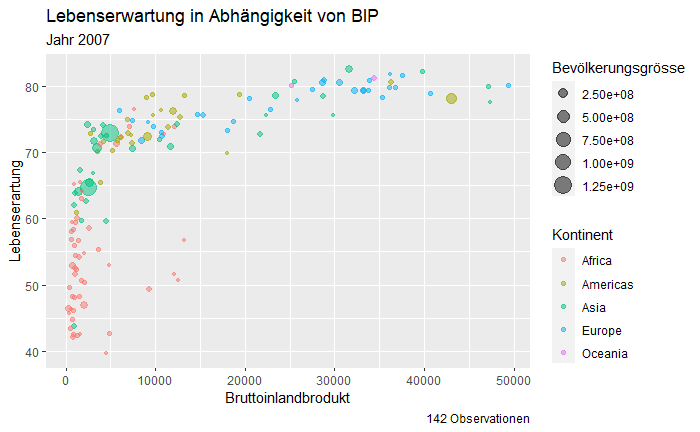 Lebenserwartung in Abhängigkeit von BIP
Jahr 2007
Lebenserartung
80
70
60
50
40
0
10000
20000
30000
40000
50000
Bruttoinlandbrodukt
142 Observationen
Bevölkerungsgrösse
2.50e+08
5.00e+08
7.50e+08
1.00e+09
1.25e+09
Kontinent
Africa
Americas
Asia
Europe
Oceania